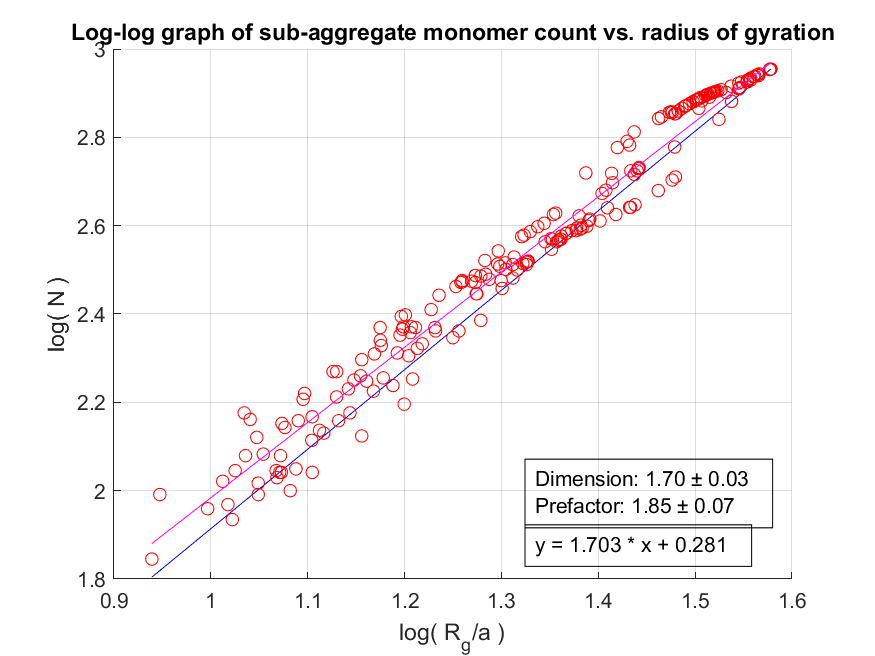 Log-log graph of sub-aggregate monomer count vs. radius of gyration
3
2.8
2.6
2.4
2.2
2
1.8
log( N )
Dimension: 1.70 ± 0.03
Prefactor: 1.85 ± 0.07
y = 1.703 * x + 0.281
0.9 1 1.1 1.2 1.3 1.4 1.5 1.6
log( R_g/a )